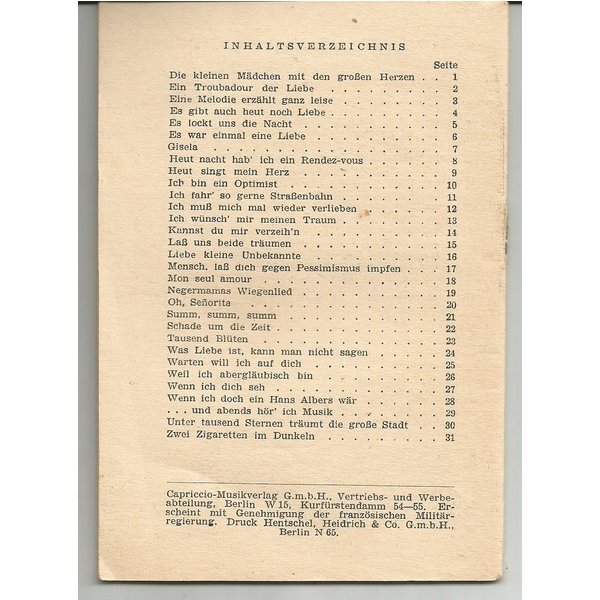 INHALTSVERZEICHNIS
Seite
Die kleinen Mädchen mit den großen Herzen . . 1
Ein Troubadour der Liebe . . . . . . . . . . 2
Eine Melodie erzählt ganz leise . . . . . . . . 3
Es gibt auch heut noch Liebe . . . . . . . . . 4
Es lockt uns die Nacht . . . . . . . . . . . 5
Es war einmal eine Liebe . . . . . . . . . . 6
Gisela . . . . . . . . . . . . . . . . 7
Heut nacht hab' ich ein Rendez-vous . . . . . . 8
Heut singt mein Herz . . . . . . . . . . . 9
Ich bin ein Optimist . . . . . . . . . . . . 10
Ich fahr' so gerne Straßenbahn . . . . . . . . 11
Ich muß mich mal wieder verlieben . . . . . . . 12
Ich wünsch' mir meinen Traum . . . . . . . . . 13
Kannst du mir verzeih'n . . . . . . . . . . 14
Laß uns beide träumen . . . . . . . . . . . 15
Liebe kleine Unbekannte . . . . . . . . . . 16
Mensch, laß dich gegen Pessimismus impfen . . . . 17
Mon seul amour . . . . . . . . . . . . . 18
Negermamas Wiegenlied . . . . . . . . . . . 19
Oh, Señorita . . . . . . . . . . . . . . 20
Summ, summ, summ . . . . . . . . . . . . 21
Schade um die Zeit . . . . . . . . . . . . 22
Tausend Blüten . . . . . . . . . . . . . 23
Was Liebe ist, kann man nicht sagen . . . . . . 24
Warten will ich auf dich . . . . . . . . . . 25
Weil ich abergläubisch bin . . . . . . . . . . 26
Wenn ich dich seh . . . . . . . . . . . . 27
Wenn ich doch ein Hans Albers wär . . . . . . . 28
. . . und abends hör' ich Musik . . . . . . . . 29
Unter tausend Sternen träumt die große Stadt . . . 30
Zwei Zigaretten im Dunkeln . . . . . . . . . 31
Capriccio-Musikverlag G.m.b.H., Vertriebs- und Werbe-
abteilung, Berlin W 15, Kurfürstendamm 54—55. Er-
scheint mit Genehmigung der französischen Militär-
regierung. Druck Hentschel, Heidrich & Co. G.m.b.H.,
Berlin N 65.